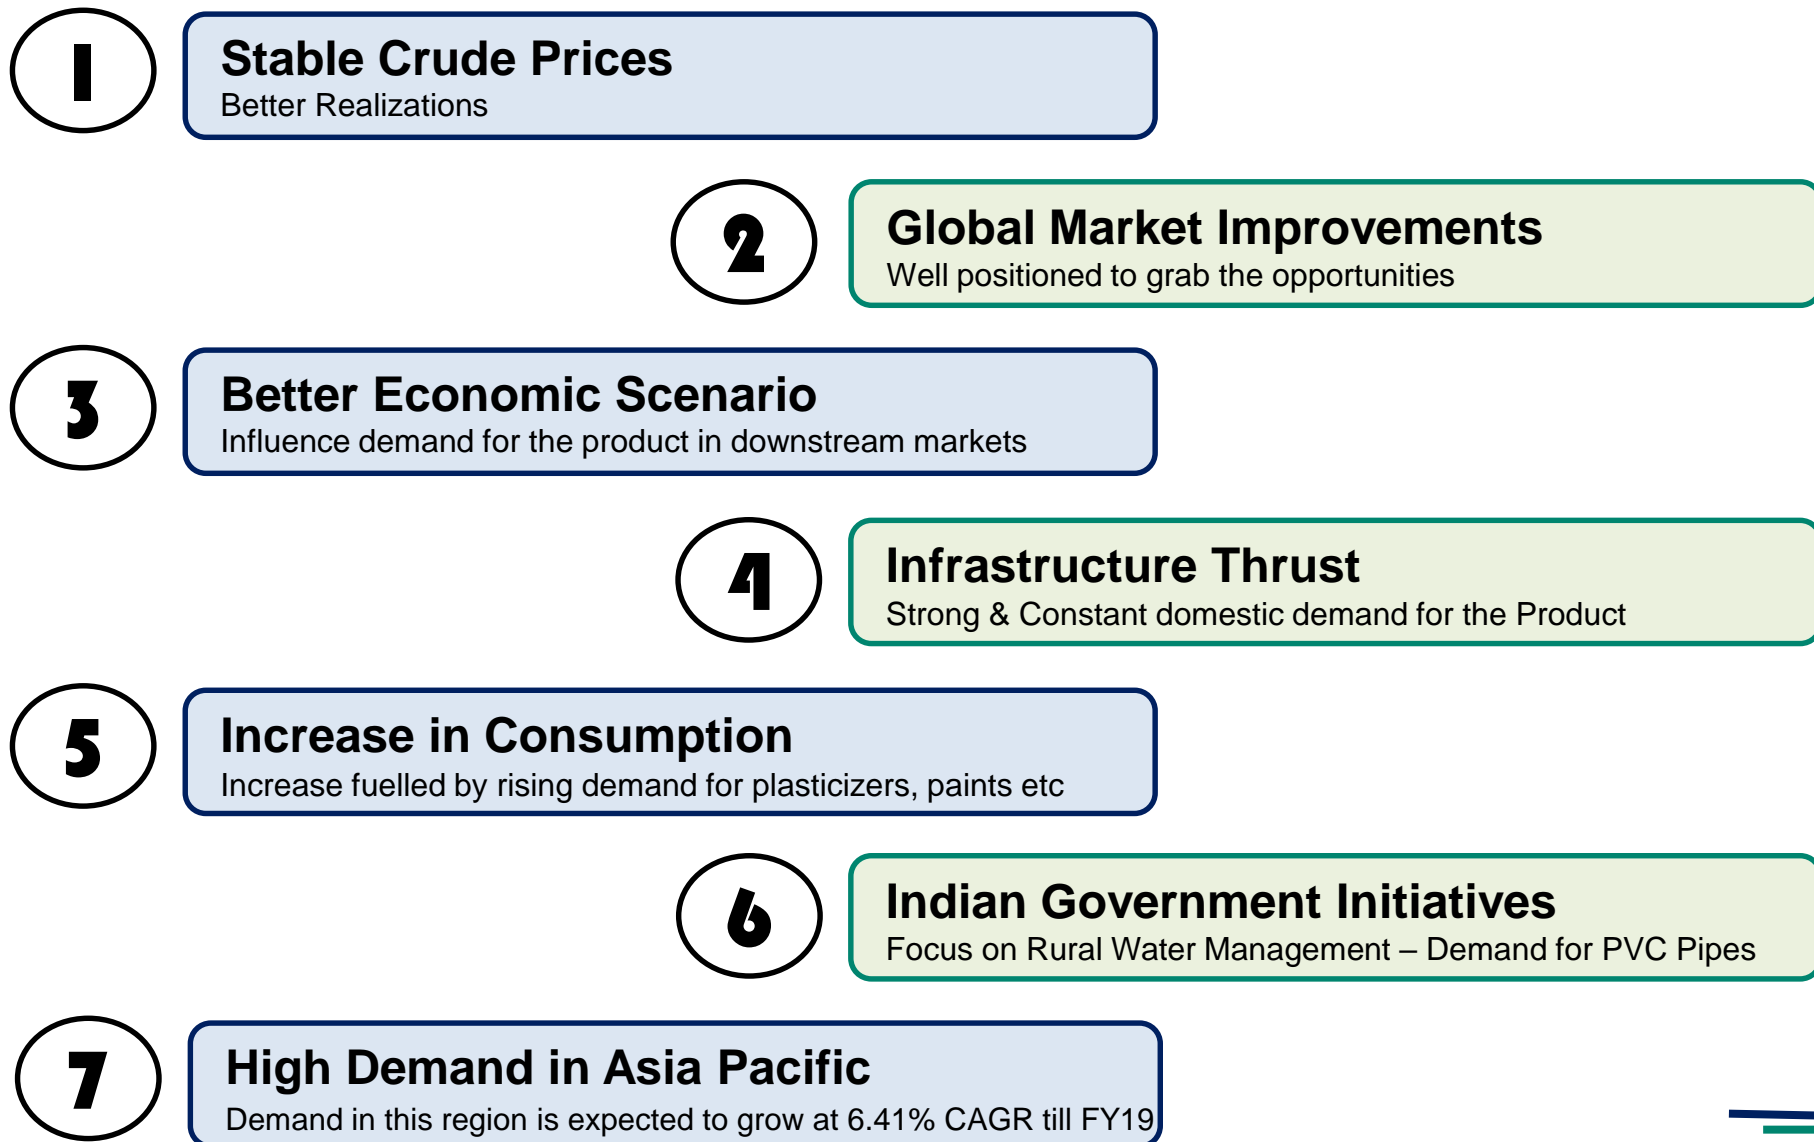 1
Stable Crude Prices
Better Realizations
2
Global Market Improvements
Well positioned to grab the opportunities
3
Better Economic Scenario
Influence demand for the product in downstream markets
4
Infrastructure Thrust
Strong & Constant domestic demand for the Product
5
Increase in Consumption
Increase fuelled by rising demand for plasticizers, paints etc
6
Indian Government Initiatives
Focus on Rural Water Management – Demand for PVC Pipes
7
High Demand in Asia Pacific
Demand in this region is expected to grow at 6.41% CAGR till FY19